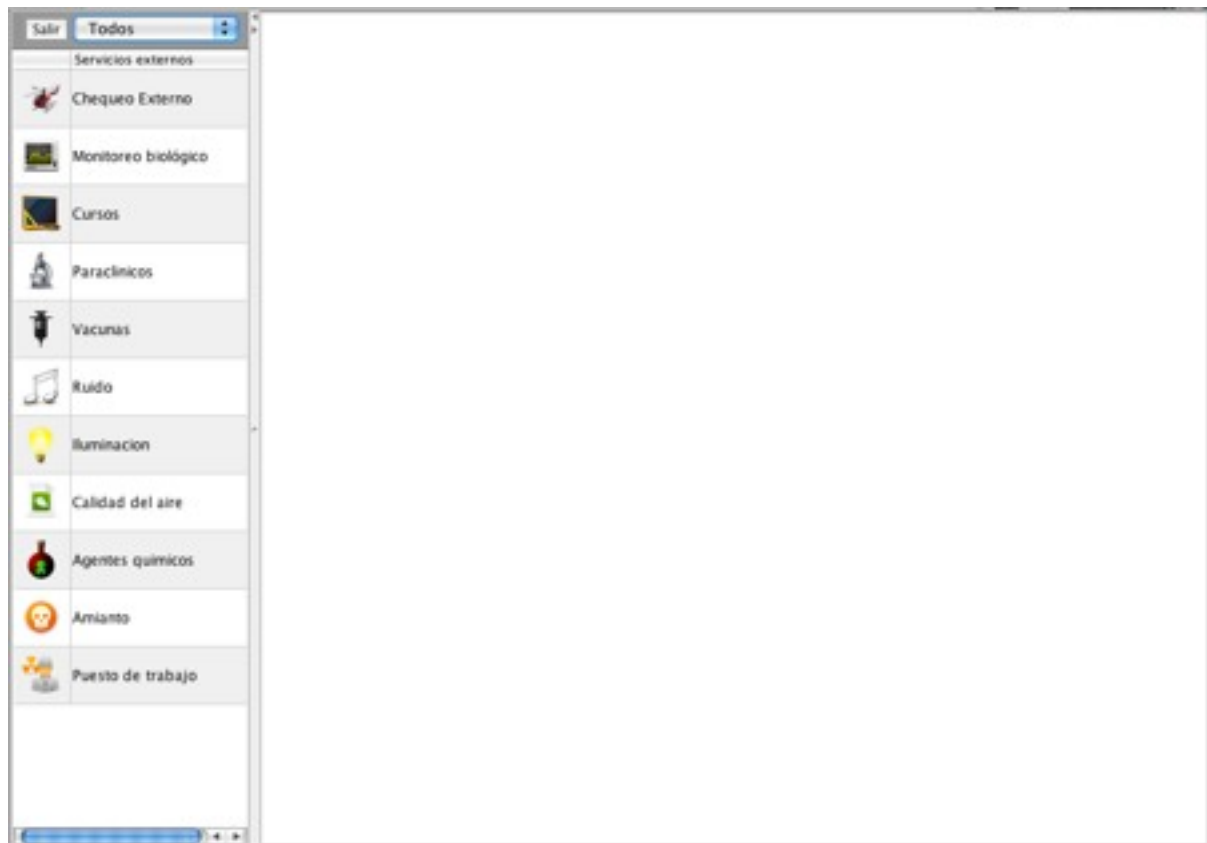 Salir Todos
Servicios externos
Chequeo Externo
Monitoreo biológico
Cursos
Paraclinicos
Vacunas
Ruido
Iluminacion
Calidad del aire
Agentes quimicos
Amianto
Puesto de trabajo